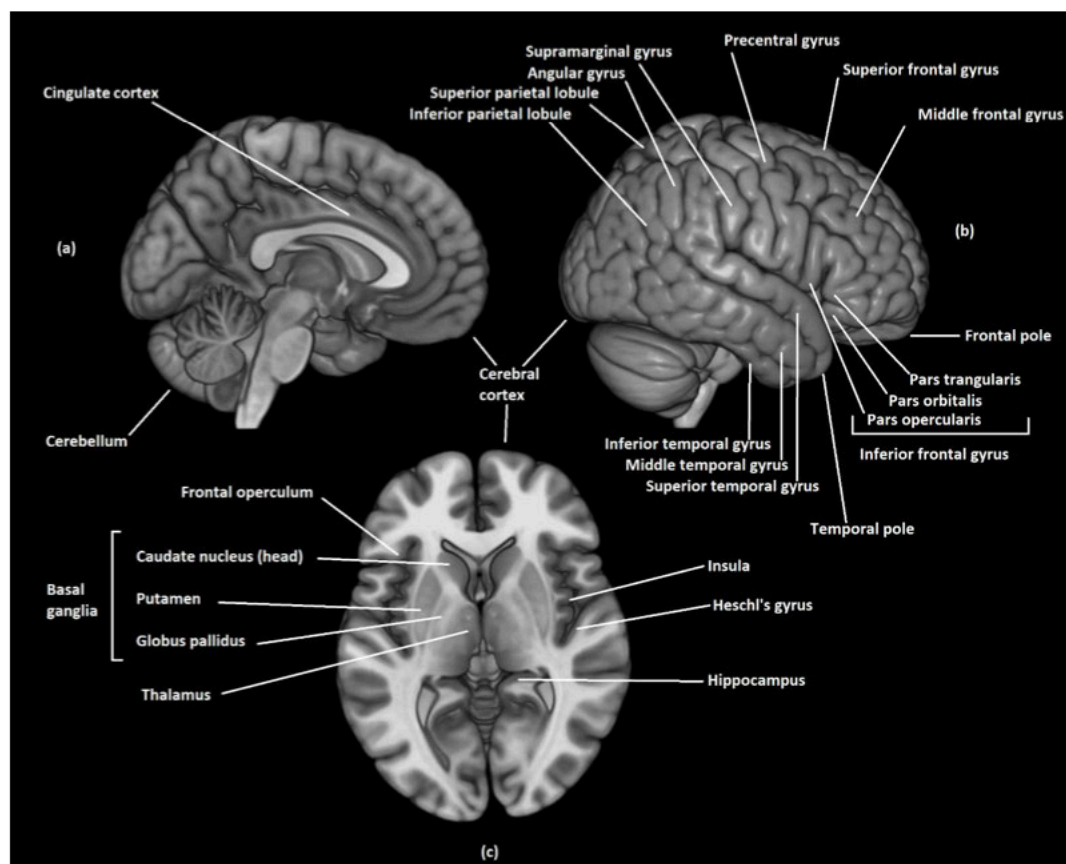 Cingulate cortex
(a)
Cerebellum
Supramarginal gyrus
Angular gyrus
Superior parietal lobule
Inferior parietal lobule
Precentral gyrus
Superior frontal gyrus
Middle frontal gyrus
(b)
Frontal pole
Cerebral
cortex
Pars trangularis
Pars orbitalis
Pars opercularis
Inferior frontal gyrus
Inferior temporal gyrus
Middle temporal gyrus
Superior temporal gyrus
Temporal pole
Frontal operculum
Caudate nucleus (head)
Basal
ganglia
Putamen
Globus pallidus
Thalamus
Insula
Heschl's gyrus
Hippocampus
(c)